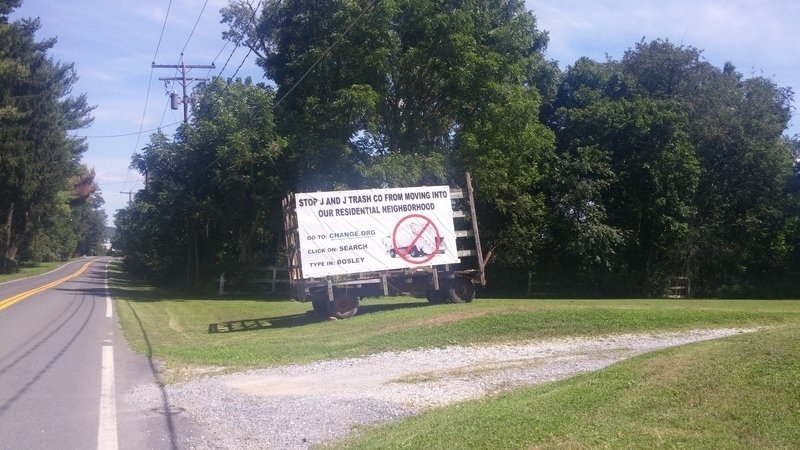 STOP J AND J TRASH CO FROM MOVING INTO
OUR RESIDENTIAL NEIGHBORHOOD
GO TO: CHANGE.ORG
CLICK ON: SEARCH
TYPE IN: BOSLEY